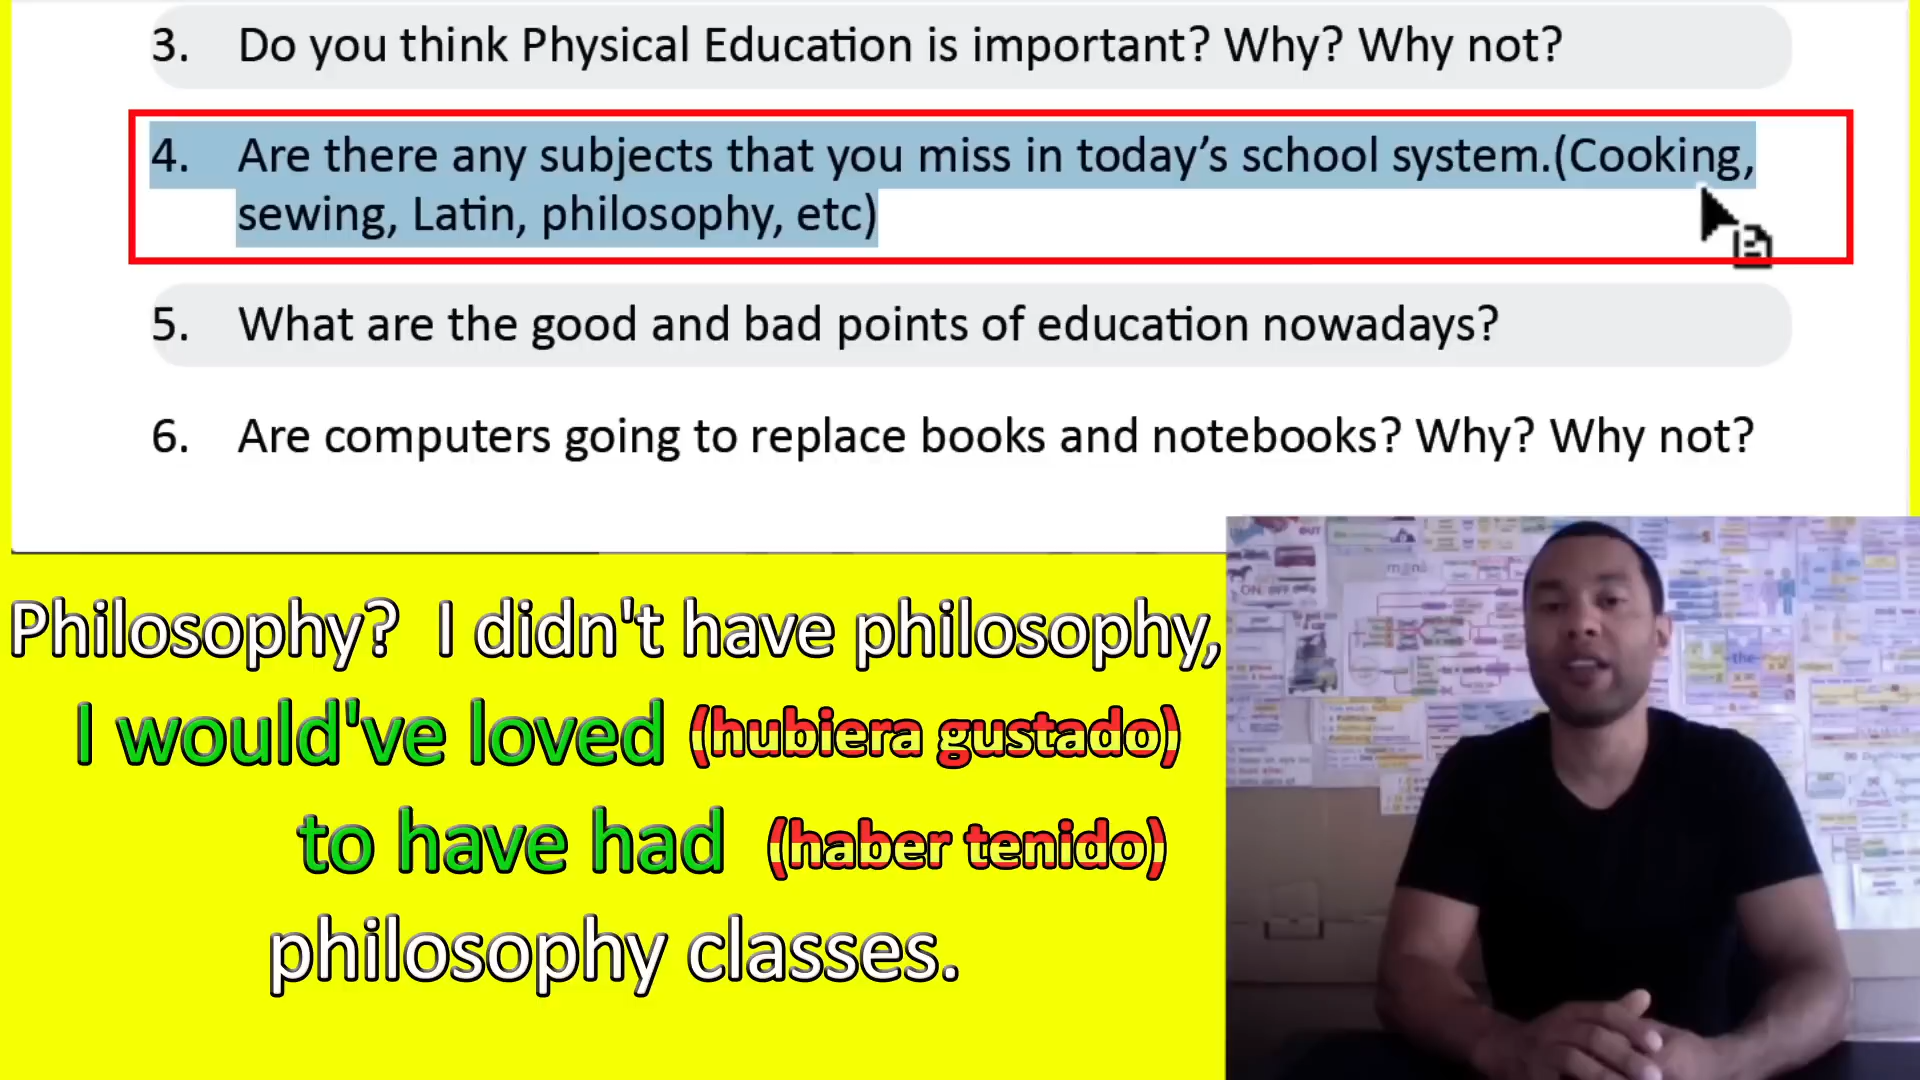 3. Do you think Physical Education is important? Why? Why not?
4. Are there any subjects that you miss in today's school system.(Cooking,
sewing, Latin, philosophy, etc)
5. What are the good and bad points of education nowadays?
6. Are computers going to replace books and notebooks? Why? Why not?
Philosophy? I didn't have philosophy,
I would've loved (hubiera gustado)
to have had (haber tenido)
philosophy classes.